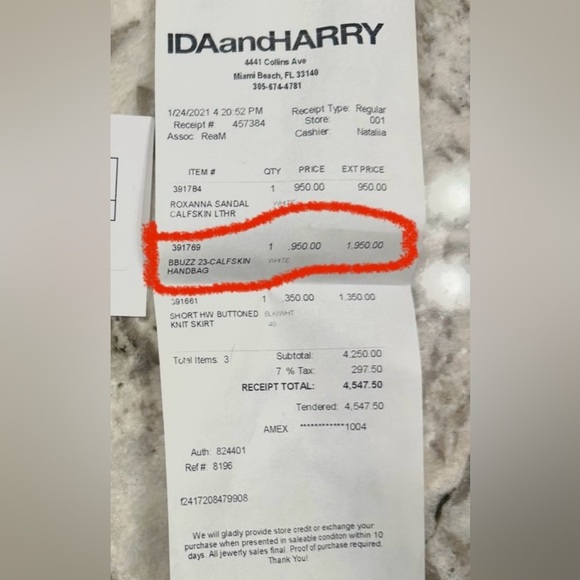 IDAandHARRY
4441 Collins Ave
Miami Beach, FL 33140
305-674-4781
1/24/2021 4:20:52 PM Receipt Type: Regular
Receipt # 457384 Store: 001
Assoc: ReaM Cashier: Nataliia
ITEM # QTY PRICE EXT PRICE
391784 1 950.00 950.00
ROXANNA SANDAL WHITE
CALFSKIN LTHR
391769 1 ,950.00 1,950.00
BBUZZ 23-CALFSKIN WHITE
HANDBAG
391661 1 ,350.00 1,350.00
SHORT HW BUTTONED BLK/WHT
KNIT SKIRT 40
Total Items: 3 Subtotal: 4,250.00
7 % Tax: 297.50
RECEIPT TOTAL: 4,547.50
Tendered: 4,547.50
AMEX ************1004
Auth: 824401
Ref #: 8196
f2417208479908
We will gladly provide store credit or exchange your
purchase when presented in saleable conditon within 10
days. All jewerly sales final. Proof of purchase required.
Thank You!